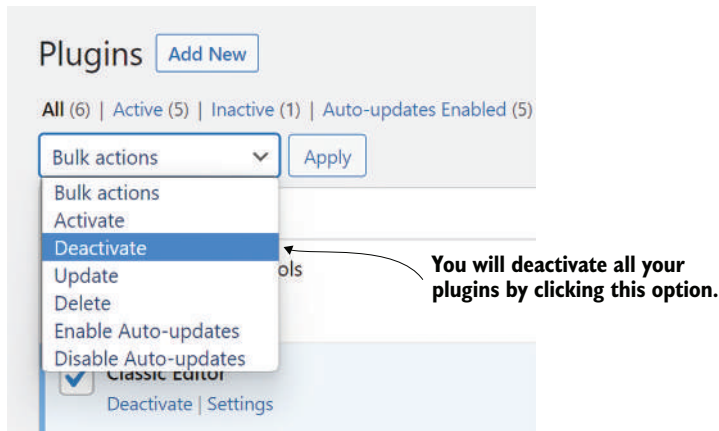 Plugins Add New
All (6) | Active (5) | Inactive (1) | Auto-updates Enabled (5)
Bulk actions Apply
Bulk actions
Activate
Deactivate
Update
ols
Delete
Enable Auto-updates
Disable Auto-updates
Classic Editor
Deactivate | Settings
You will deactivate all your
plugins by clicking this option.